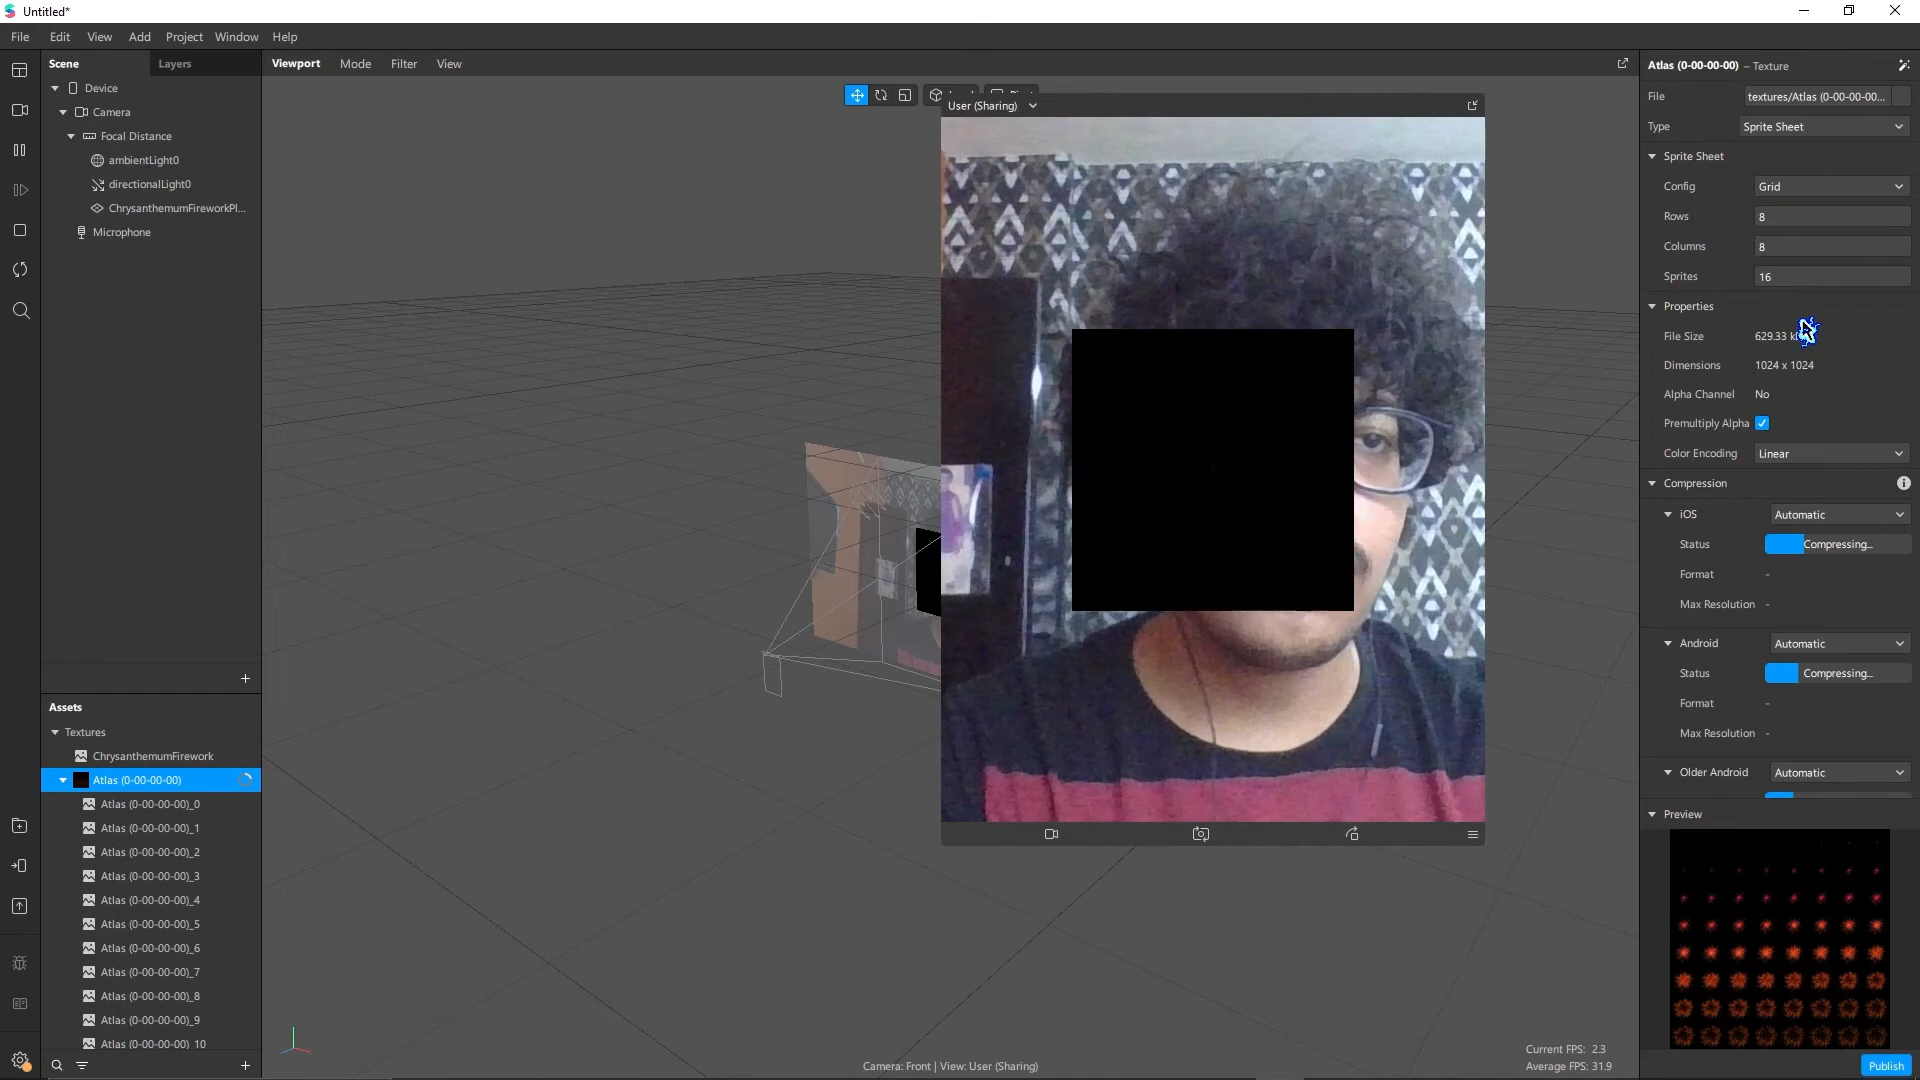 Untitled*
File Edit View Add Project Window Help
Scene Layers
Device
Camera
Focal Distance
ambientLight0
directionalLight0
ChrysanthemumFireworkPl...
Microphone
Assets
Textures
ChrysanthemumFirework
Atlas (0-00-00-00)
Atlas (0-00-00-00)_0
Atlas (0-00-00-00)_1
Atlas (0-00-00-00)_2
Atlas (0-00-00-00)_3
Atlas (0-00-00-00)_4
Atlas (0-00-00-00)_5
Atlas (0-00-00-00)_6
Atlas (0-00-00-00)_7
Atlas (0-00-00-00)_8
Atlas (0-00-00-00)_9
Atlas (0-00-00-00)_10
Viewport Mode Filter View
User (Sharing)
Camera: Front | View: User (Sharing)
Current FPS: 2.3
Average FPS: 31.9
Atlas (0-00-00-00) – Texture
File textures/Atlas (0-00-00-00...
Type Sprite Sheet
Sprite Sheet
Config Grid
Rows 8
Columns 8
Sprites 16
Properties
File Size 629.33
Dimensions 1024 x 1024
Alpha Channel No
Premultiply Alpha
Color Encoding Linear
Compression
iOS Automatic
Status Compressing...
Format -
Max Resolution -
Android Automatic
Status Compressing...
Format -
Max Resolution -
Older Android Automatic
Preview
Publish